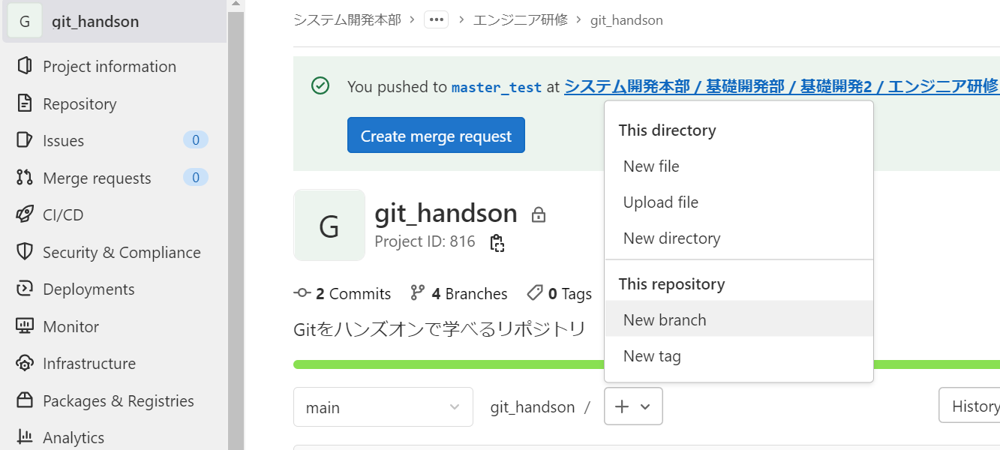 G git_handson
Project information
Repository
Issues 0
Merge requests 0
CI/CD
Security & Compliance
Deployments
Monitor
Infrastructure
Packages & Registries
Analytics
システム開発本部 › ••• › エンジニア研修 › git_handson
You pushed to master_test at システム開発本部 / 基礎開発部 / 基礎開発2 / エンジニア研修
Create merge request
This directory
New file
Upload file
New directory
This repository
New branch
New tag
G
git_handson
Project ID: 816
2 Commits 4 Branches 0 Tags
Gitをハンズオンで学べるリポジトリ
main
git_handson /
+
History